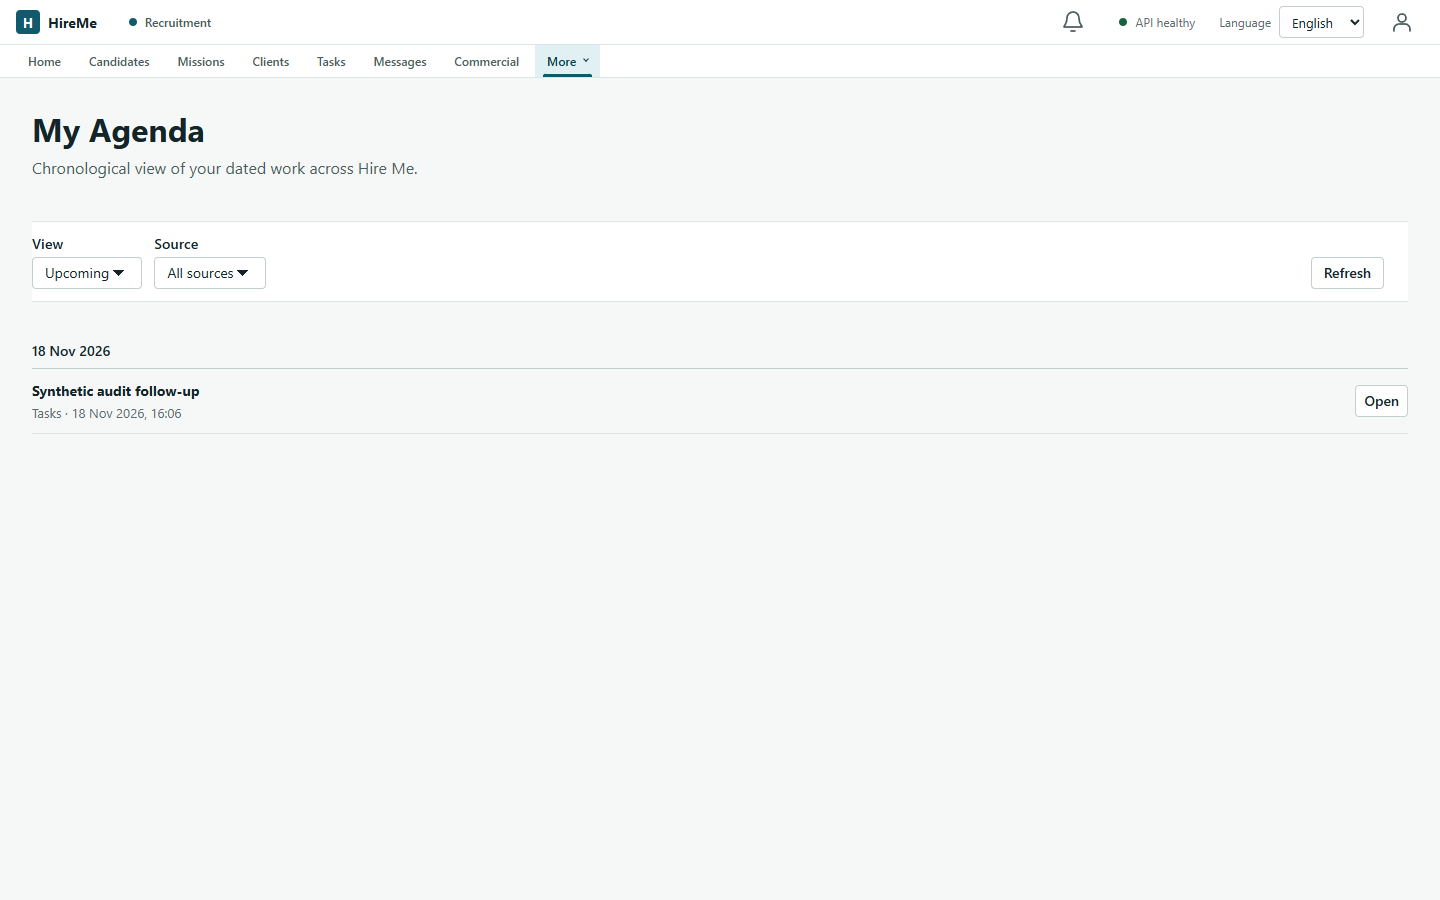 H HireMe Recruitment API healthy Language English
Home Candidates Missions Clients Tasks Messages Commercial More
My Agenda
Chronological view of your dated work across Hire Me.
View Source
Upcoming All sources Refresh
18 Nov 2026
Synthetic audit follow-up
Tasks · 18 Nov 2026, 16:06
Open